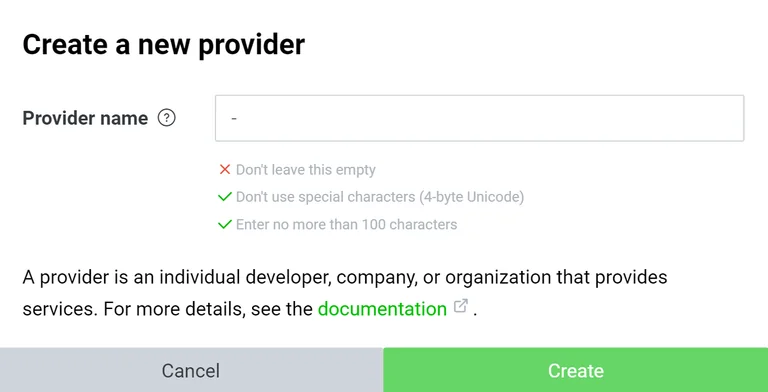 Create a new provider
Provider name ?
-
Don't leave this empty
Don't use special characters (4-byte Unicode)
Enter no more than 100 characters
A provider is an individual developer, company, or organization that provides
services. For more details, see the documentation .
Cancel
Create